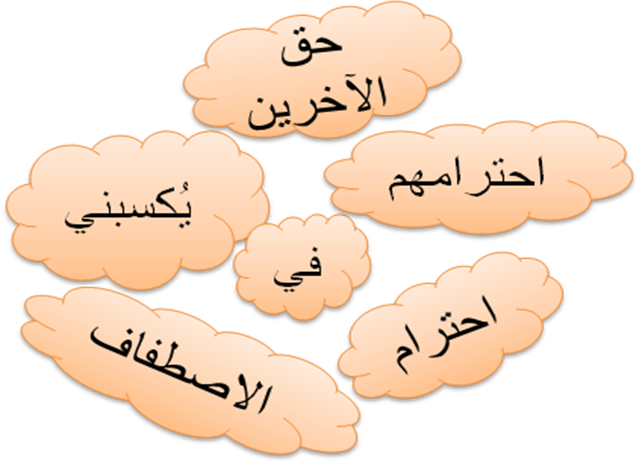 حق
الآخرين
احترامهم
يُكسبني
في
احترام
الاصطفاف